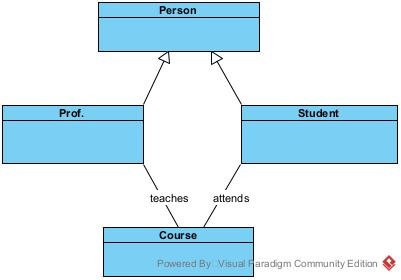 Person
Prof.
Student
teaches
attends
Course
Powered By Visual Paradigm Community Edition